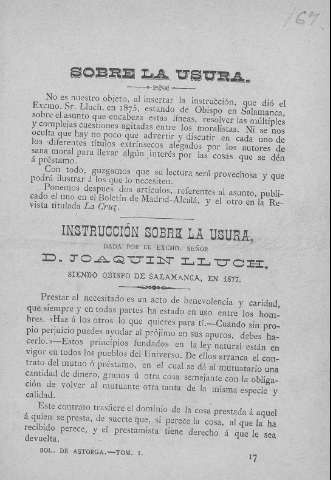 167
SOBRE LA USURA.
No es nuestro objeto, al insertar la instrucción, que dió el
Excmo. Sr. Lluch. en 1875, estando de Obispo en Salamanca,
sobre el asunto que encabeza estas líneas, resolver las múltiples
y complejas cuestiones agitadas entre los moralistas. Ni se nos
oculta que hay no poco que advertir y discutir en cada uno de
los diferentes títulos extrínsecos alegados por los autores de
sana moral para llevar algún interés por las cosas que se dén
á préstamo.
Con todo, juzgamos que su lectura será provechosa y que
podrá ilustrar á los que lo necesiten.
Ponemos después dos artículos, referentes al asunto, publi-
cado el uno en el Boletín de Madrid-Alcalá, y el otro en la Re-
vista titulada La Cruz.
INSTRUCCIÓN SOBRE LA USURA,
DADA POR EL EXCMO. SEÑOR
D. JOAQUIN LLUCH,
SIENDO OBISPO DE SALAMANCA, EN 1877.
Prestar al necesitado es un acto de benevolencia y caridad,
que siempre y en todas partes ha estado en uso entre los hom-
bres. «Haz á los otros lo que quieres para tí.—Cuando sin pro-
pio perjuicio puedes ayudar al prójimo en sus apuros, debes ha-
cerlo.»—Estos principios fundados en la ley natural están en
vigor en todos los pueblos del Universo. De ellos arranca el con-
trato del mutuo ó préstamo, en el cual se dá al mutuatario una
cantidad de dinero, granos ú otra cosa semejante con la obliga-
ción de volver al mutuante otra tanta de la misma especie y
calidad.
Este contrato trasfiere el dominio de la cosa prestada á aquel
á quien se presta, de suerte que, si perece la cosa, al que la ha
recibido perece, y el prestamista tiene derecho á que le sea
devuelta.
BOL. DE ASTORGA.—TOM. I.
17